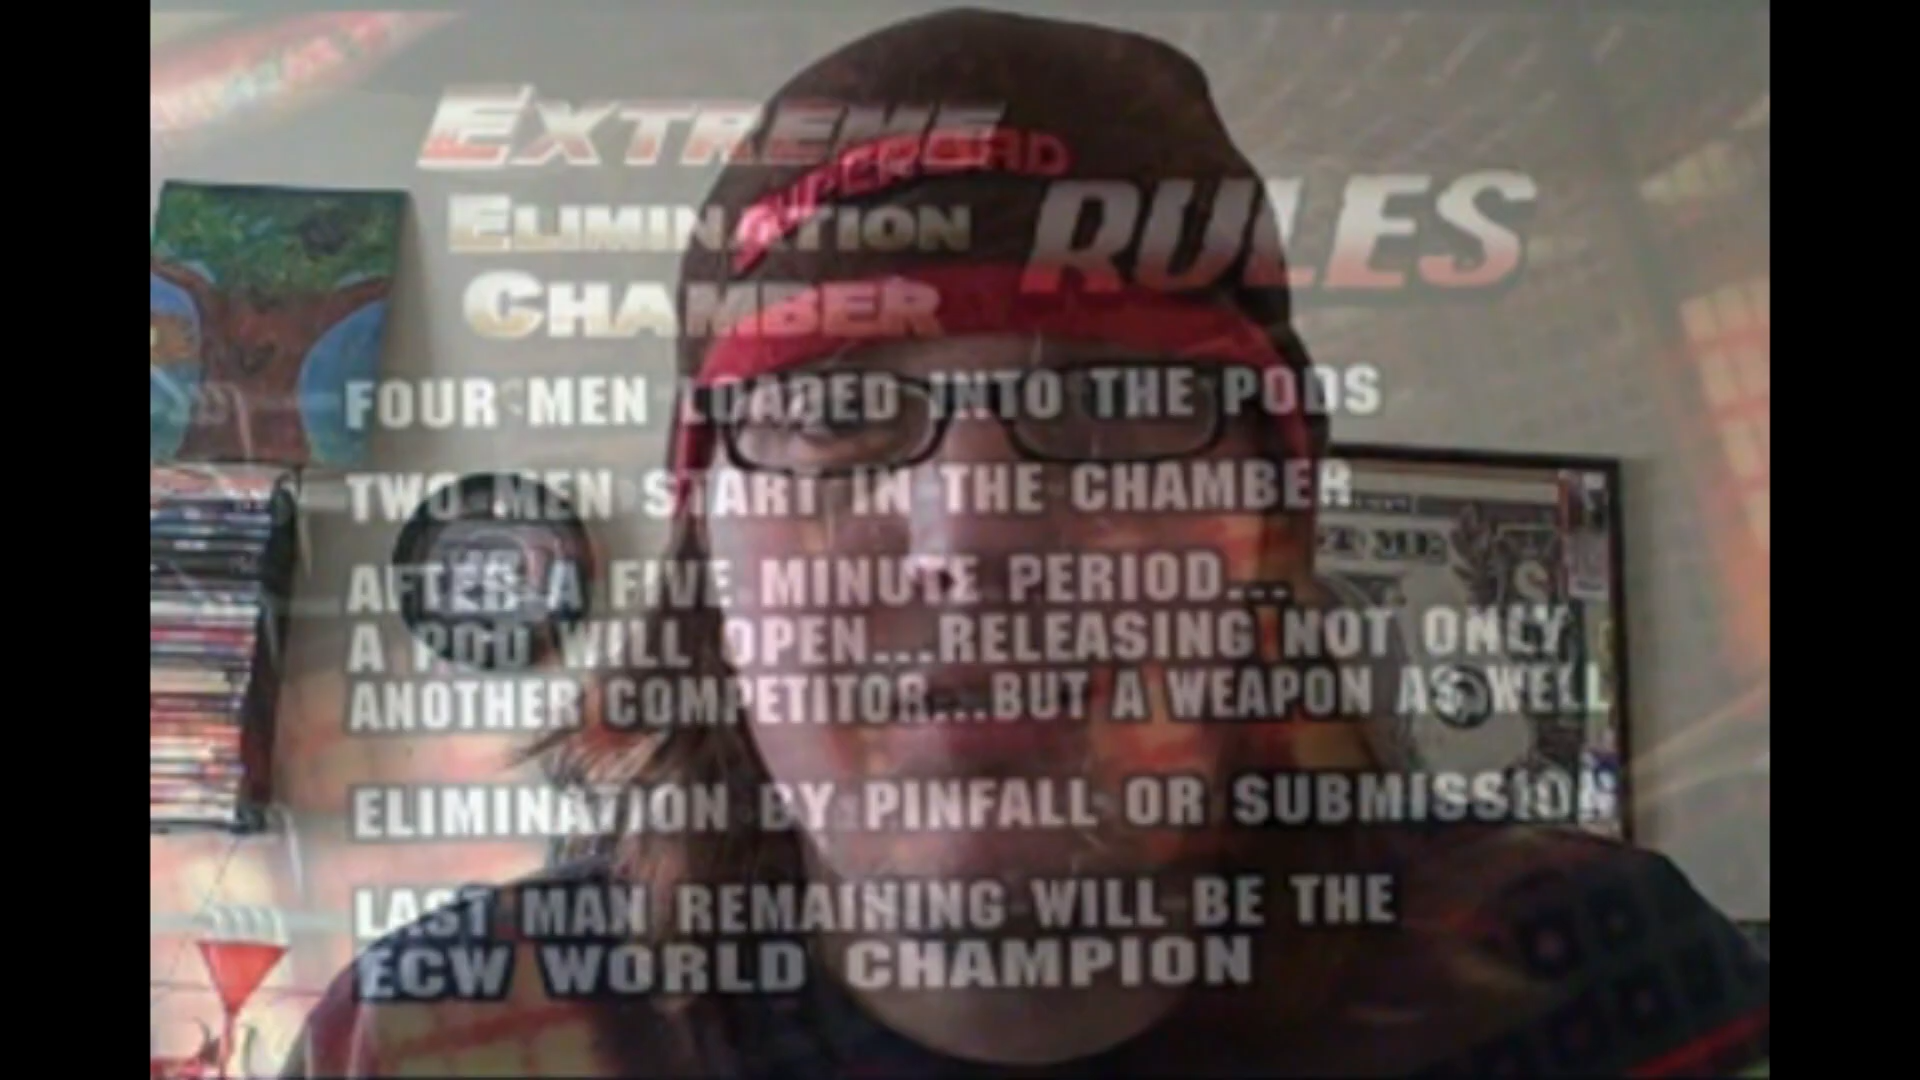 EXTREME
ELIMINATION
CHAMBER
RULES
SUPERBAD
FOUR MEN LOADED INTO THE PODS
TWO MEN START IN THE CHAMBER
AFTER A FIVE MINUTE PERIOD...
A POD WILL OPEN...RELEASING NOT ONLY
ANOTHER COMPETITOR...BUT A WEAPON AS WELL
ELIMINATION BY PINFALL OR SUBMISSION
LAST MAN REMAINING WILL BE THE
ECW WORLD CHAMPION